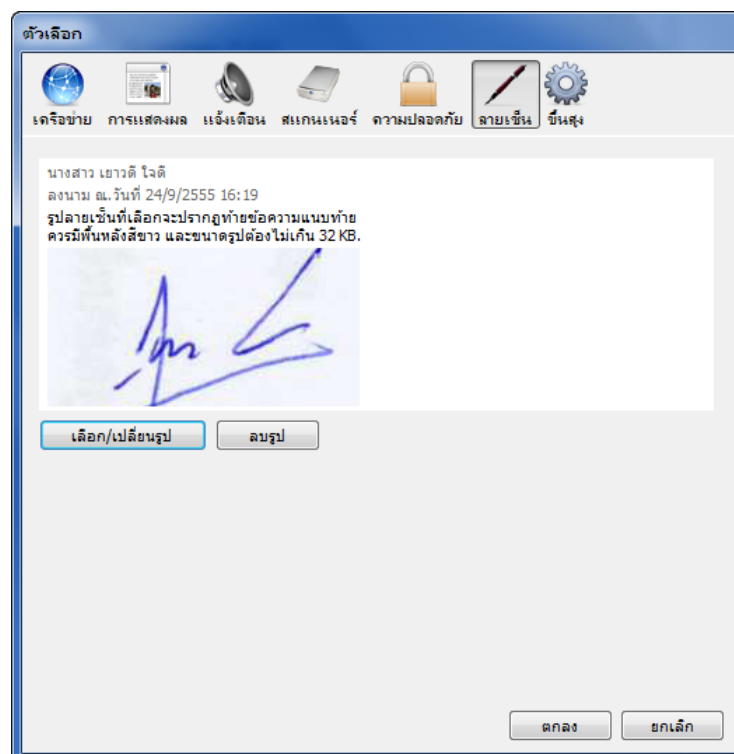 ตัวเลือก
เครือข่าย การแสดงผล แจ้งเตือน สแกนเนอร์ ความปลอดภัย ลายเซ็น ขั้นสูง
นางสาว เยาวดี ใจดี
ลงนาม ณ.วันที่ 24/9/2555 16:19
รูปลายเซ็นที่เลือกจะปรากฏท้ายข้อความแนบท้าย
ควรมีพื้นหลังสีขาว และขนาดรูปต้องไม่เกิน 32 KB.
เลือก/เปลี่ยนรูป ลบรูป
ตกลง ยกเลิก